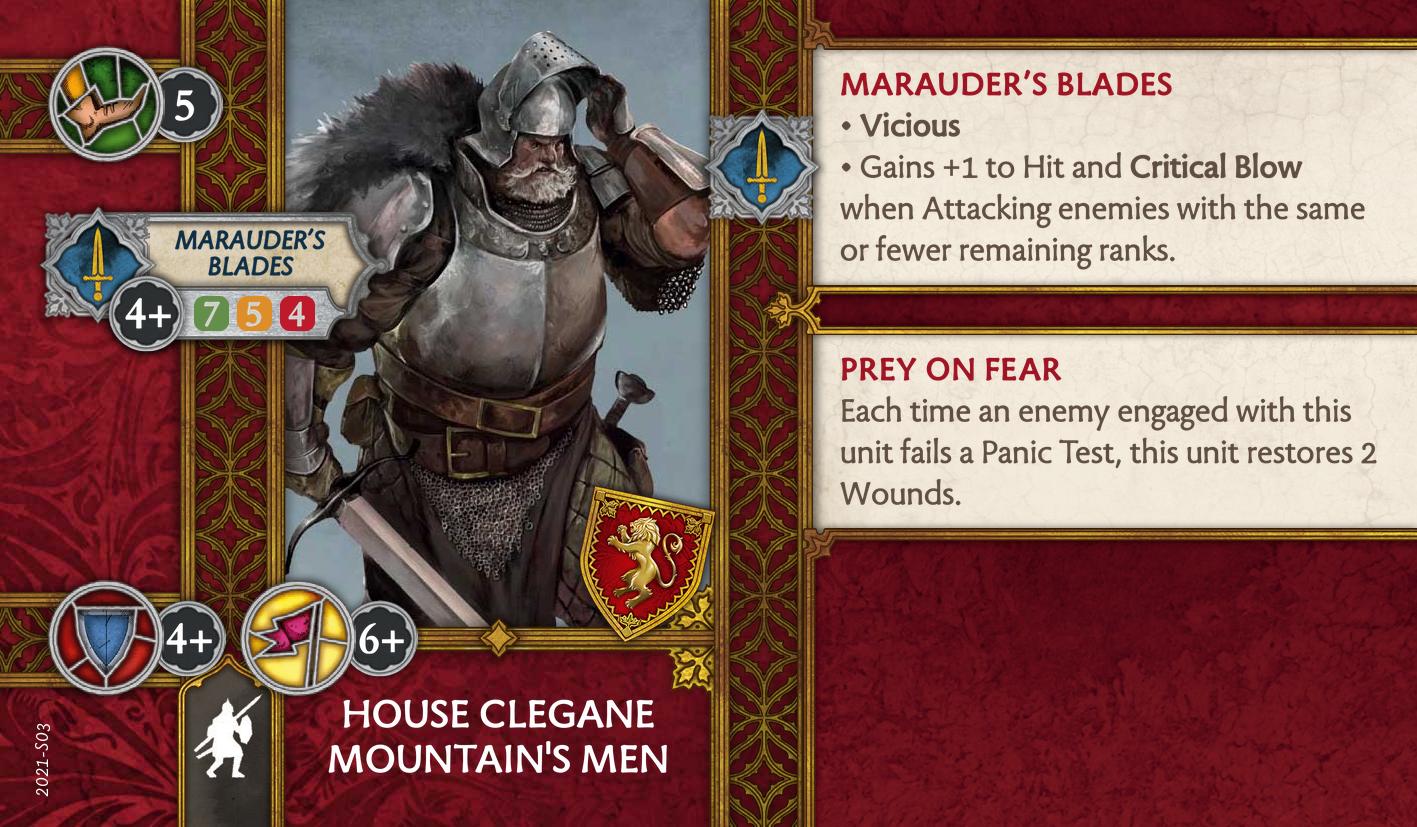 5
MARAUDER'S
BLADES
4+ 7 5 4
4+ 6+
HOUSE CLEGANE
MOUNTAIN'S MEN
2021-S03
MARAUDER'S BLADES
• Vicious
• Gains +1 to Hit and Critical Blow
when Attacking enemies with the same
or fewer remaining ranks.
PREY ON FEAR
Each time an enemy engaged with this
unit fails a Panic Test, this unit restores 2
Wounds.